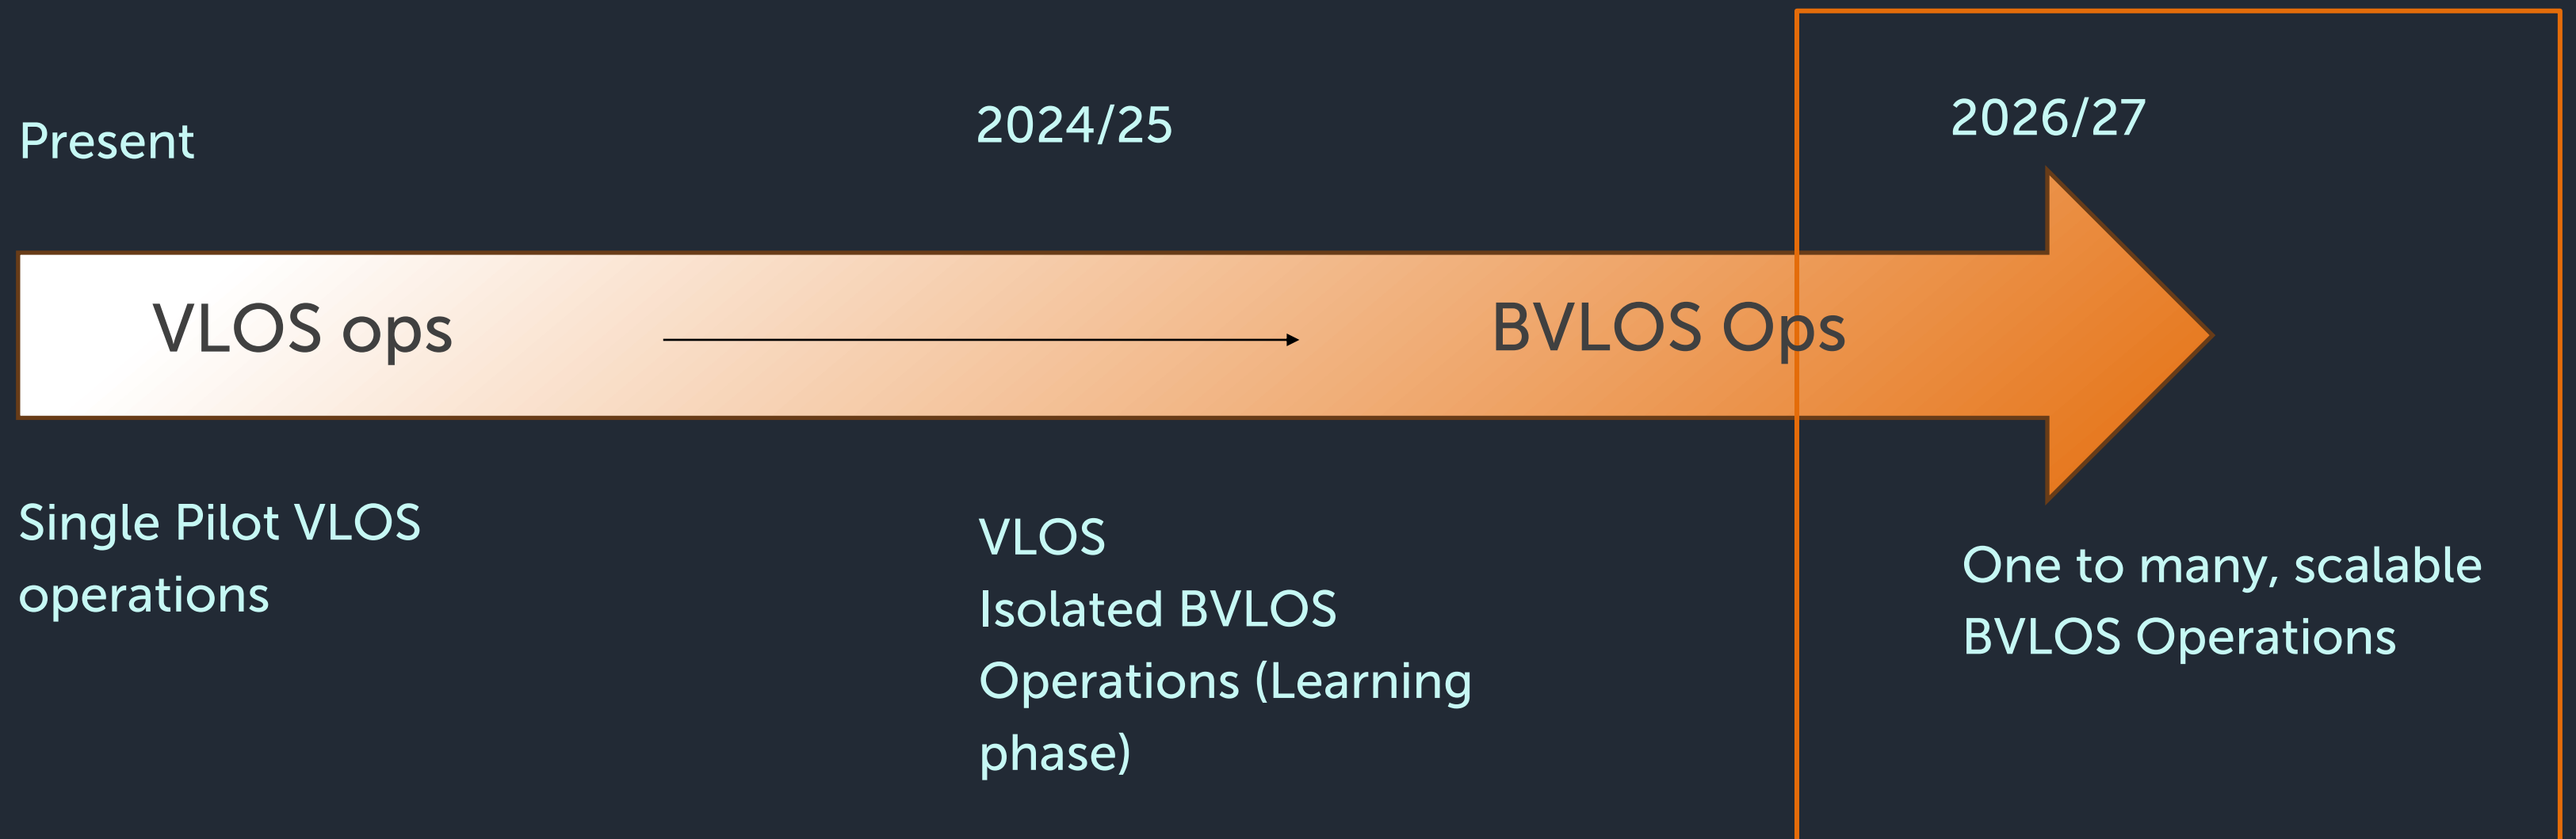 Present
2024/25
2026/27
VLOS ops
BVLOS Ops
Single Pilot VLOS
operations
VLOS
Isolated BVLOS
Operations (Learning
phase)
One to many, scalable
BVLOS Operations